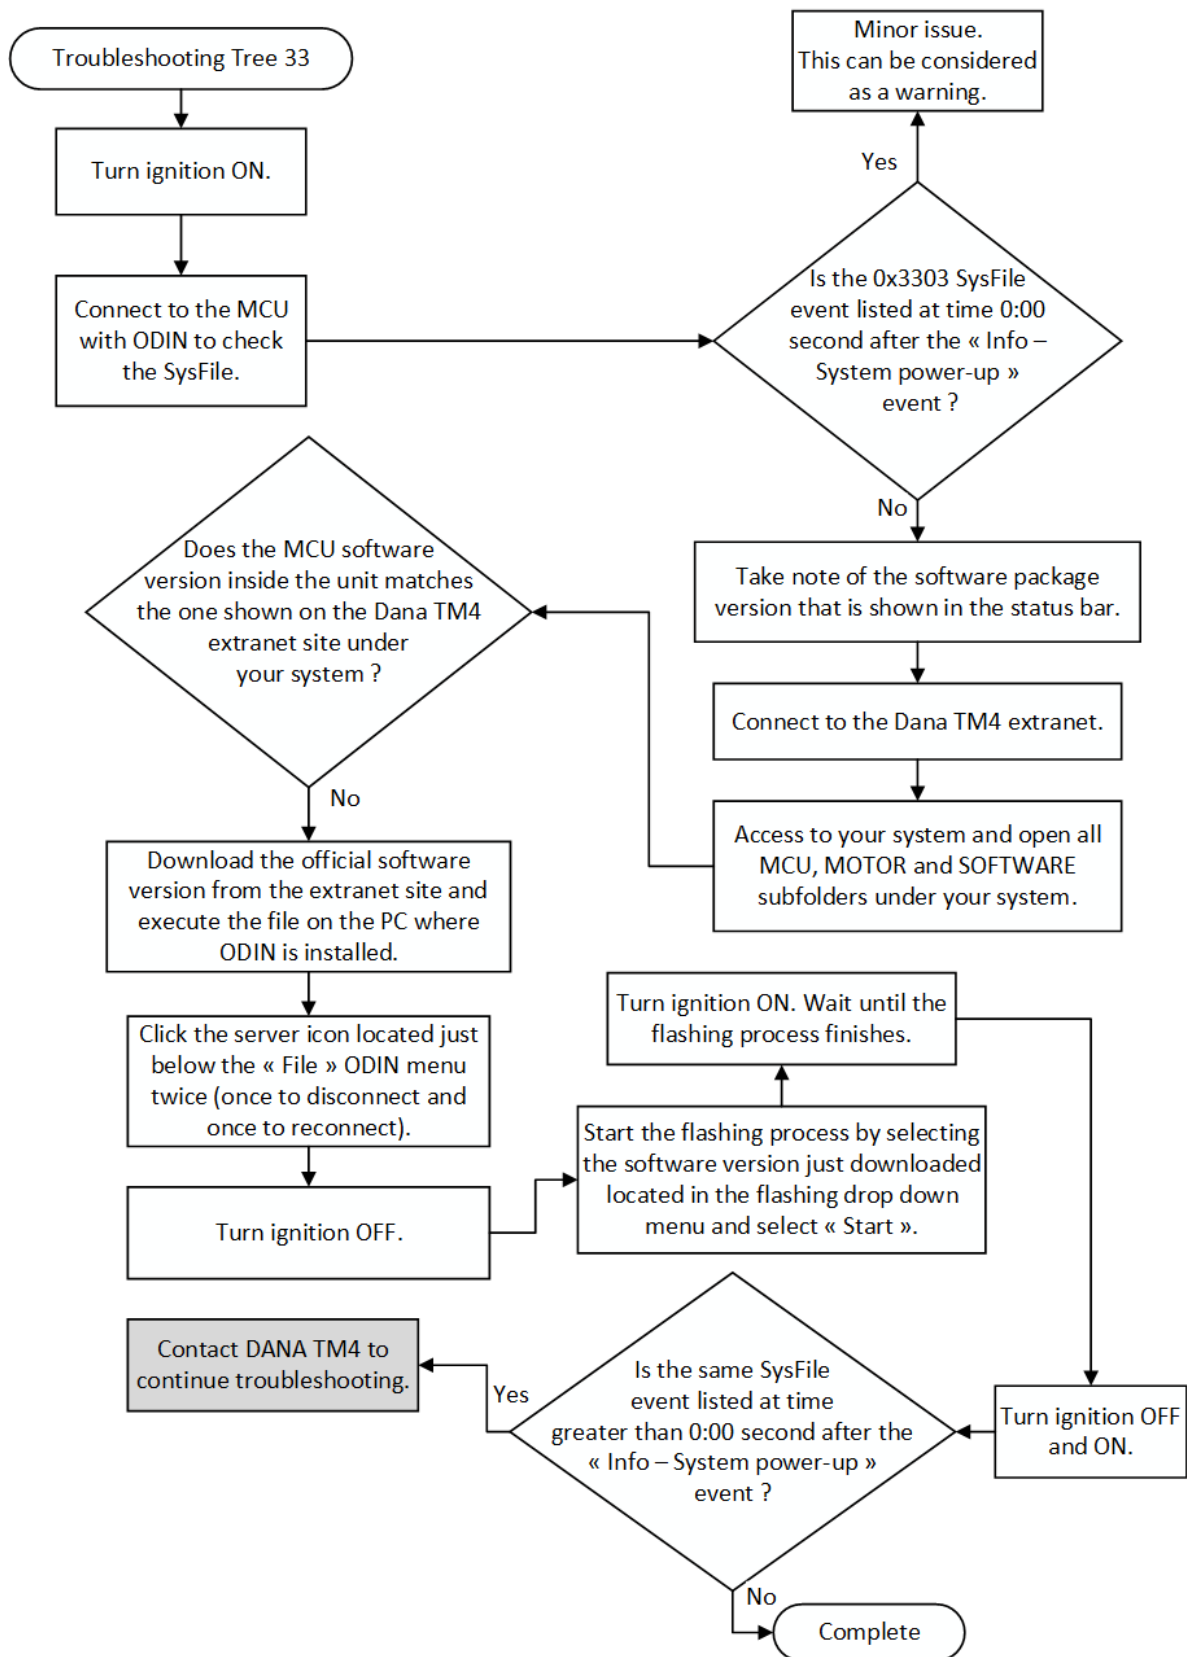 Troubleshooting Tree 33
Turn ignition ON.
Connect to the MCU
with ODIN to check
the SysFile.
Minor issue.
This can be considered
as a warning.
Yes
Is the 0x3303 SysFile
event listed at time 0:00
second after the « Info –
System power-up »
event ?
No
Take note of the software package
version that is shown in the status bar.
Connect to the Dana TM4 extranet.
Access to your system and open all
MCU, MOTOR and SOFTWARE
subfolders under your system.
Does the MCU software
version inside the unit matches
the one shown on the Dana TM4
extranet site under
your system ?
No
Download the official software
version from the extranet site and
execute the file on the PC where
ODIN is installed.
Click the server icon located just
below the « File » ODIN menu
twice (once to disconnect and
once to reconnect).
Turn ignition OFF.
Start the flashing process by selecting
the software version just downloaded
located in the flashing drop down
menu and select « Start ».
Turn ignition ON. Wait until the
flashing process finishes.
Turn ignition OFF
and ON.
Is the same SysFile
event listed at time
greater than 0:00 second after the
« Info – System power-up »
event ?
Yes
Contact DANA TM4 to
continue troubleshooting.
No
Complete